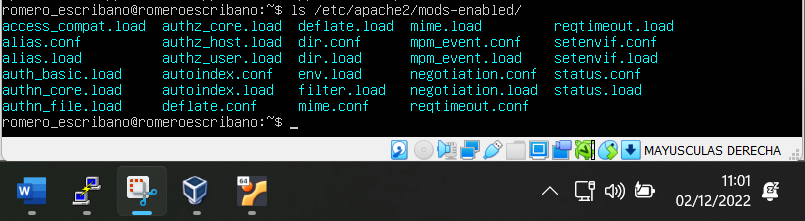 romero_escribano@romeroescribano:~$ ls /etc/apache2/mods-enabled/
access_compat.load authz_core.load deflate.load mime.load reqtimeout.load
alias.conf authz_host.load dir.conf mpm_event.conf setenvif.conf
alias.load authz_user.load dir.load mpm_event.load setenvif.load
auth_basic.load autoindex.conf env.load negotiation.conf status.conf
authn_core.load autoindex.load filter.load negotiation.load status.load
authn_file.load deflate.conf mime.conf reqtimeout.conf
romero_escribano@romeroescribano:~$ _
MAYUSCULAS DERECHA
W
64
11:01
02/12/2022